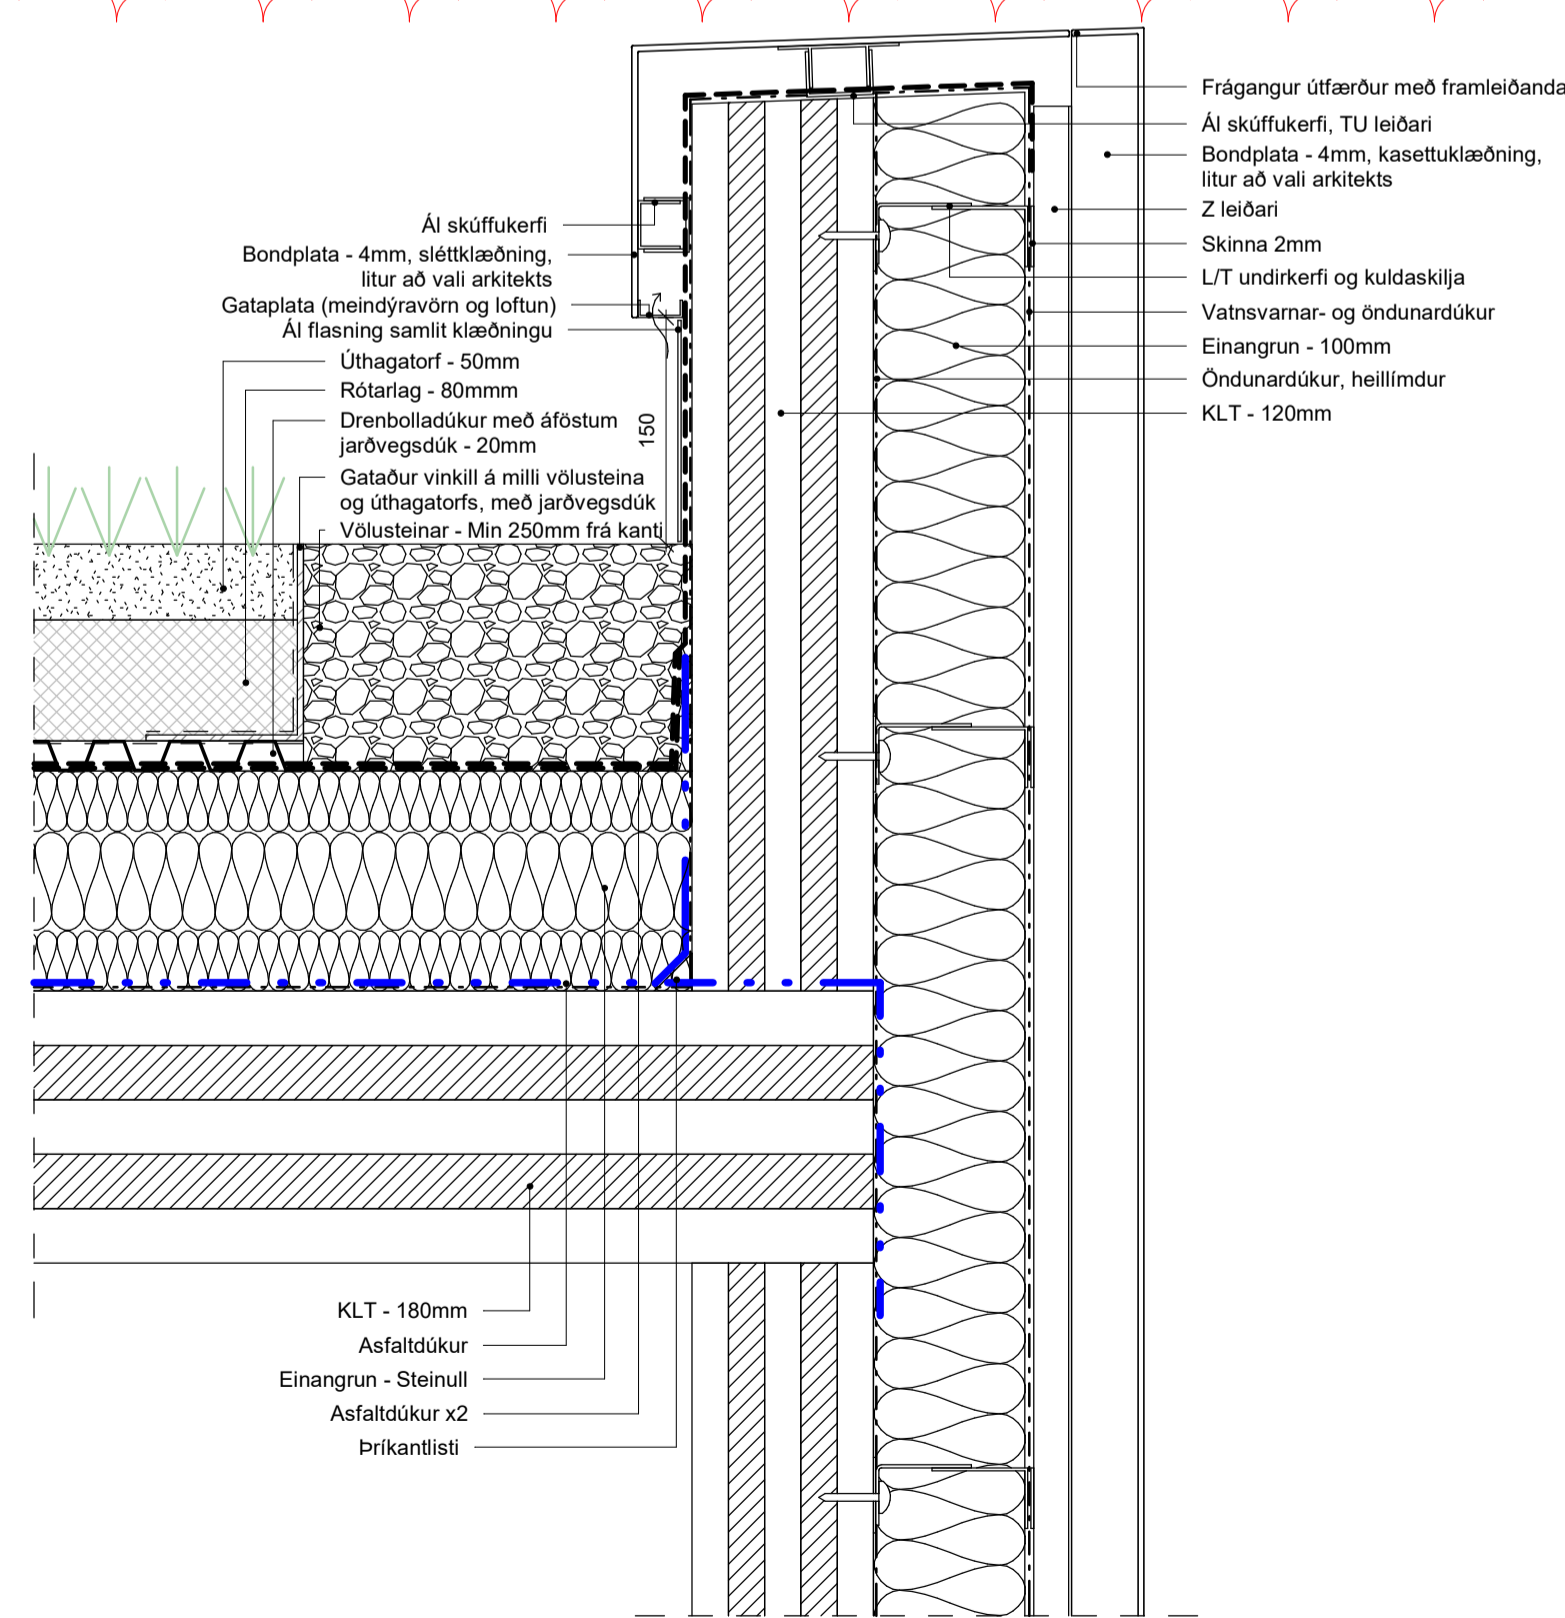 Frágangur útfærður með framleiðanda
Ál skúffukerfi, TU leiðari
Bondplata - 4mm, kasettuklæðning,
litur að vali arkitekts
Z leiðari
Skinna 2mm
L/T undirkerfi og kuldaskilja
Vatnsvarnar- og öndunardúkur
Einangrun - 100mm
Öndunardúkur, heillímdur
KLT - 120mm
Ál skúffukerfi
Bondplata - 4mm, sléttklæðning,
litur að vali arkitekts
Gataplata (meindýravörn og loftun)
Ál flasning samlit klæðningu
Úthagatorf - 50mm
Rótarlag - 80mmm
Drenbolladúkur með áföstum
jarðvegsdúk - 20mm
Gataður vinkill á milli völusteina
og úthagatorfs, með jarðvegsdúk
Völusteinar - Min 250mm frá kanti
150
KLT - 180mm
Asfaltdúkur
Einangrun - Steinull
Asfaltdúkur x2
Þríkantlisti